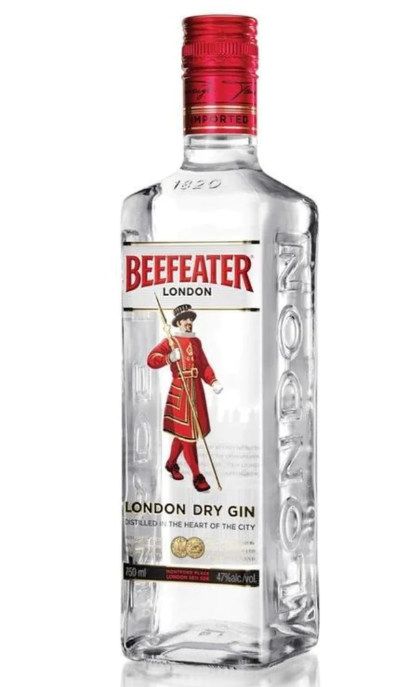 IMPORTED
1820
BEEFEATER®
LONDON
LONDON DRY GIN
DISTILLED IN THE HEART OF THE CITY
750 ml
47%alc./vol.
LONDON